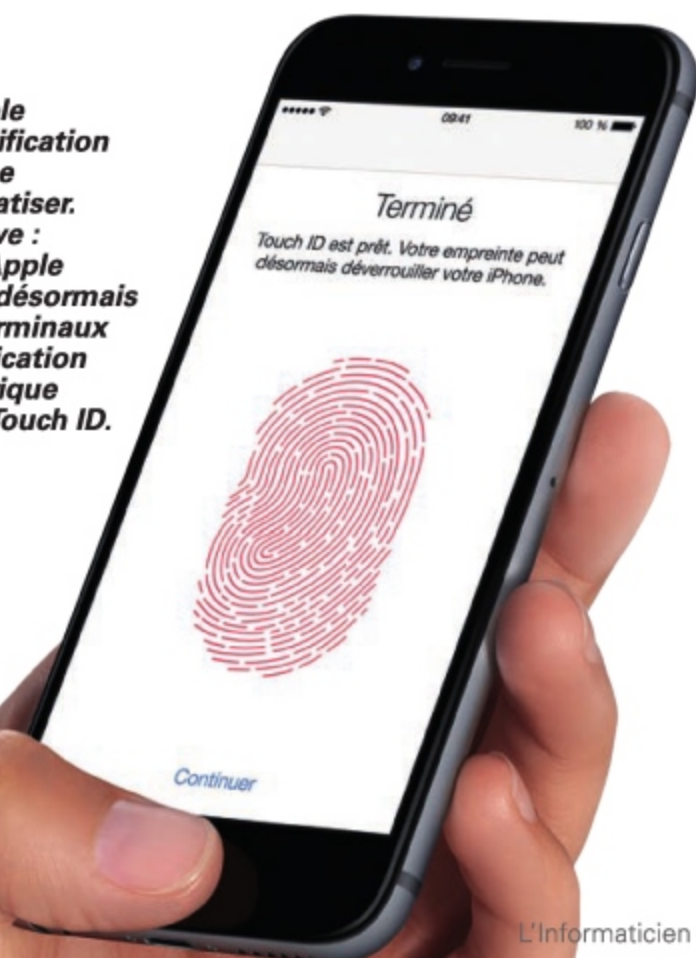 le
ification
e
atiser.
ve :
Apple
désormais
rminaux
ication
ique
Touch ID.
09:41
100 %
Terminé
Touch ID est prêt. Votre empreinte peut
désormais déverrouiller votre iPhone.
Continuer
L'Informaticien